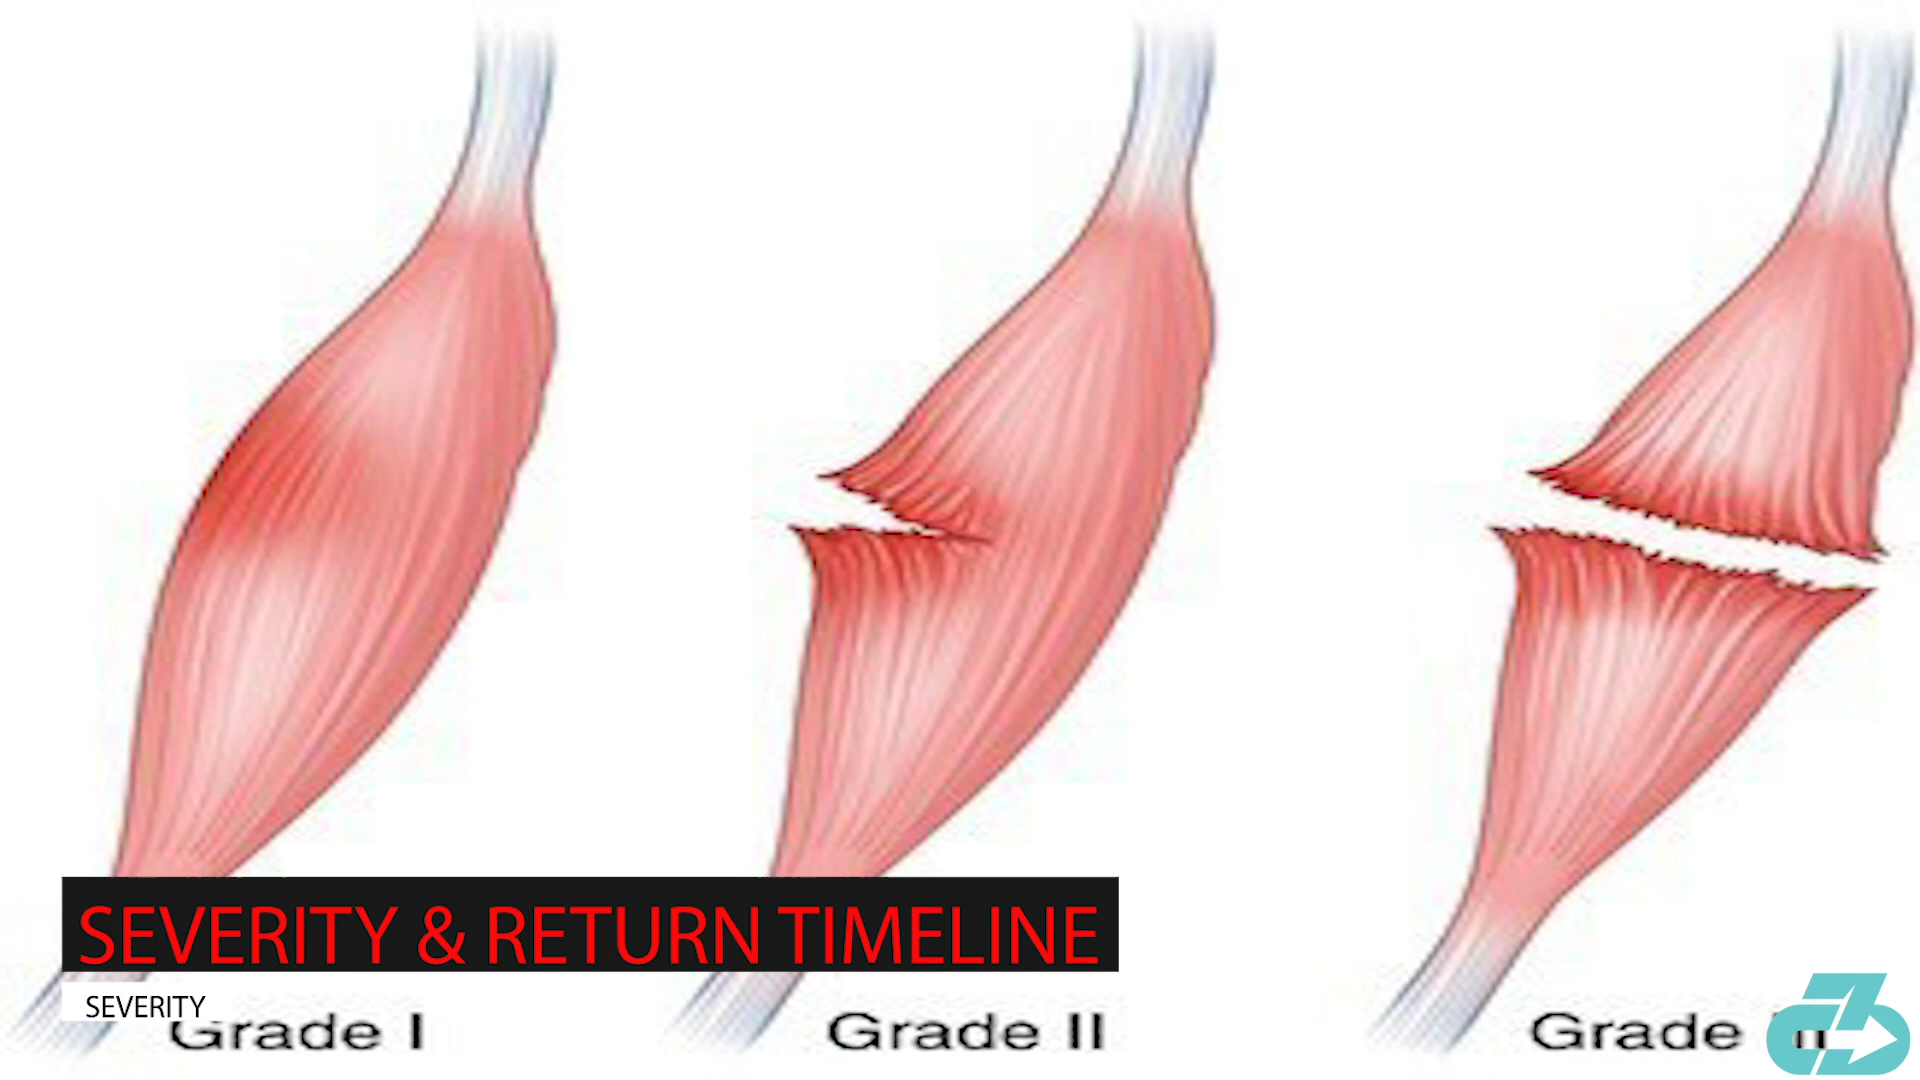 SEVERITY & RETURN TIMELINE
SEVERITY
Grade I
Grade II
Grade